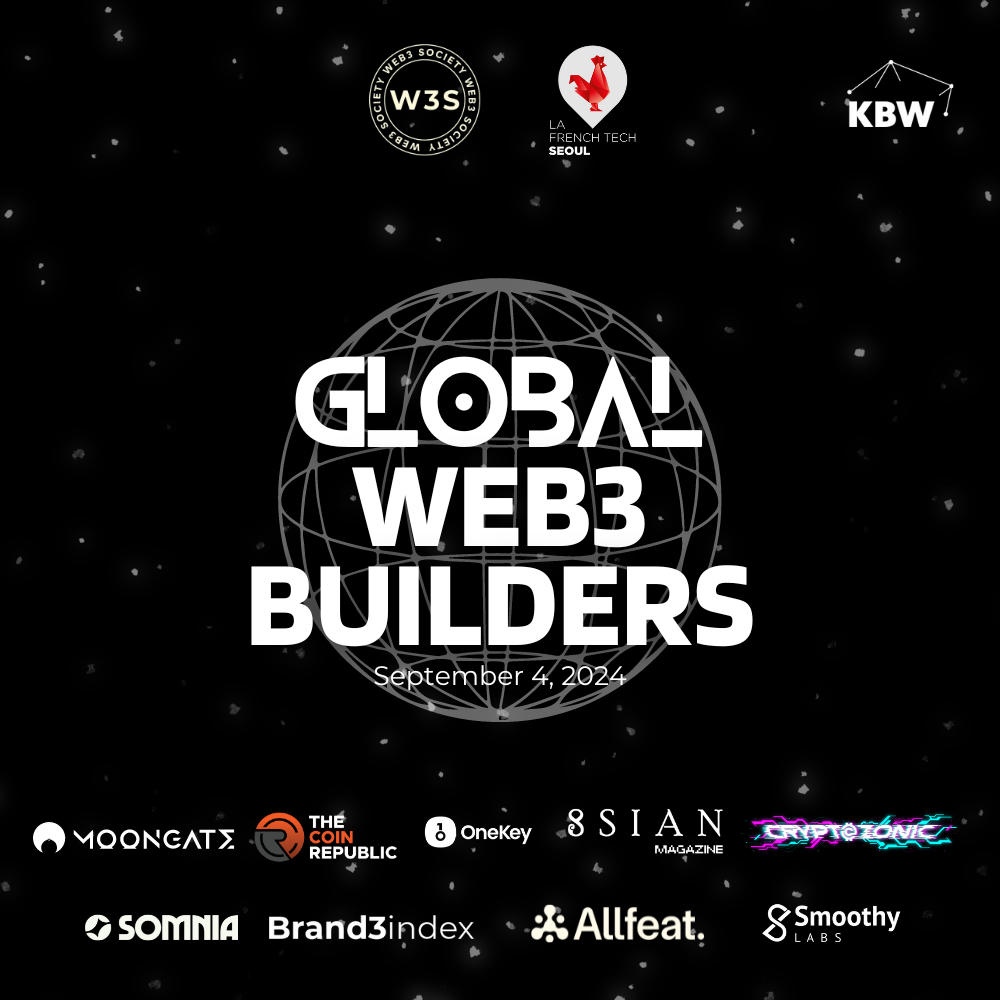 WEB3 SOCIETY WEB3 SOCIETY WEB3 SOCIETY
W3S
LA
FRENCH TECH
SEOUL
KBW
GLOBAL
WEB3
BUILDERS
September 4, 2024
MOONGATE
THE
COIN
REPUBLIC
OneKey
8SIAN
MAGAZINE
CRYPTOZONIC
SOMNIA
Brand3index
Allfeat.
Smoothy
LABS